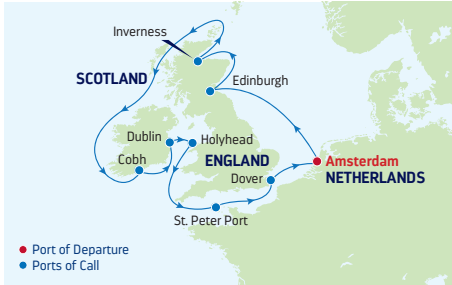 Inverness
SCOTLAND
Edinburgh
Dublin
Holyhead
Cobh
ENGLAND
Dover
Amsterdam
NETHERLANDS
St. Peter Port
Port of Departure
Ports of Call